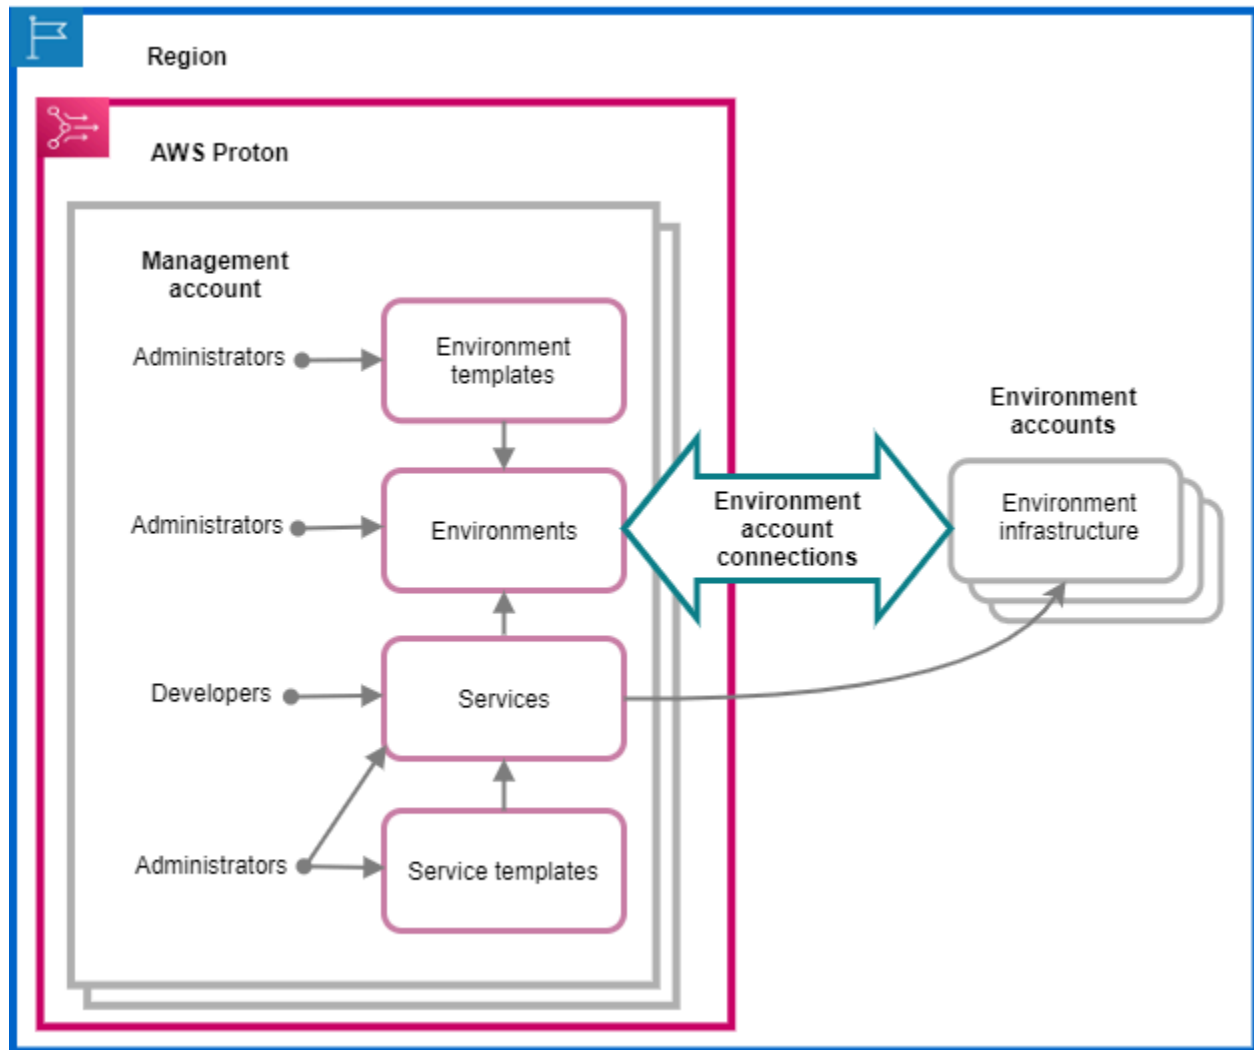 Region
AWS Proton
Management
account
Administrators
Environment
templates
Administrators
Environments
Environment
account
connections
Environment
accounts
Environment
infrastructure
Developers
Services
Administrators
Service templates